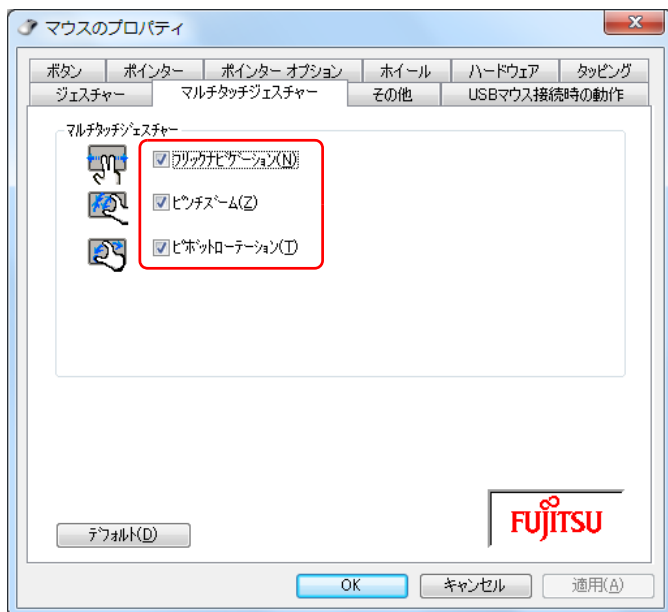 マウスのプロパティ
ボタン ポインター ポインター オプション ホイール ハードウェア タッピング
ジェスチャー マルチタッチジェスチャー その他 USBマウス接続時の動作
マルチタッチジェスチャー
フリックナビゲーション(N)
ピンチズーム(Z)
ピボットローテーション(T)
デフォルト(D)
FUJITSU
OK キャンセル 適用(A)